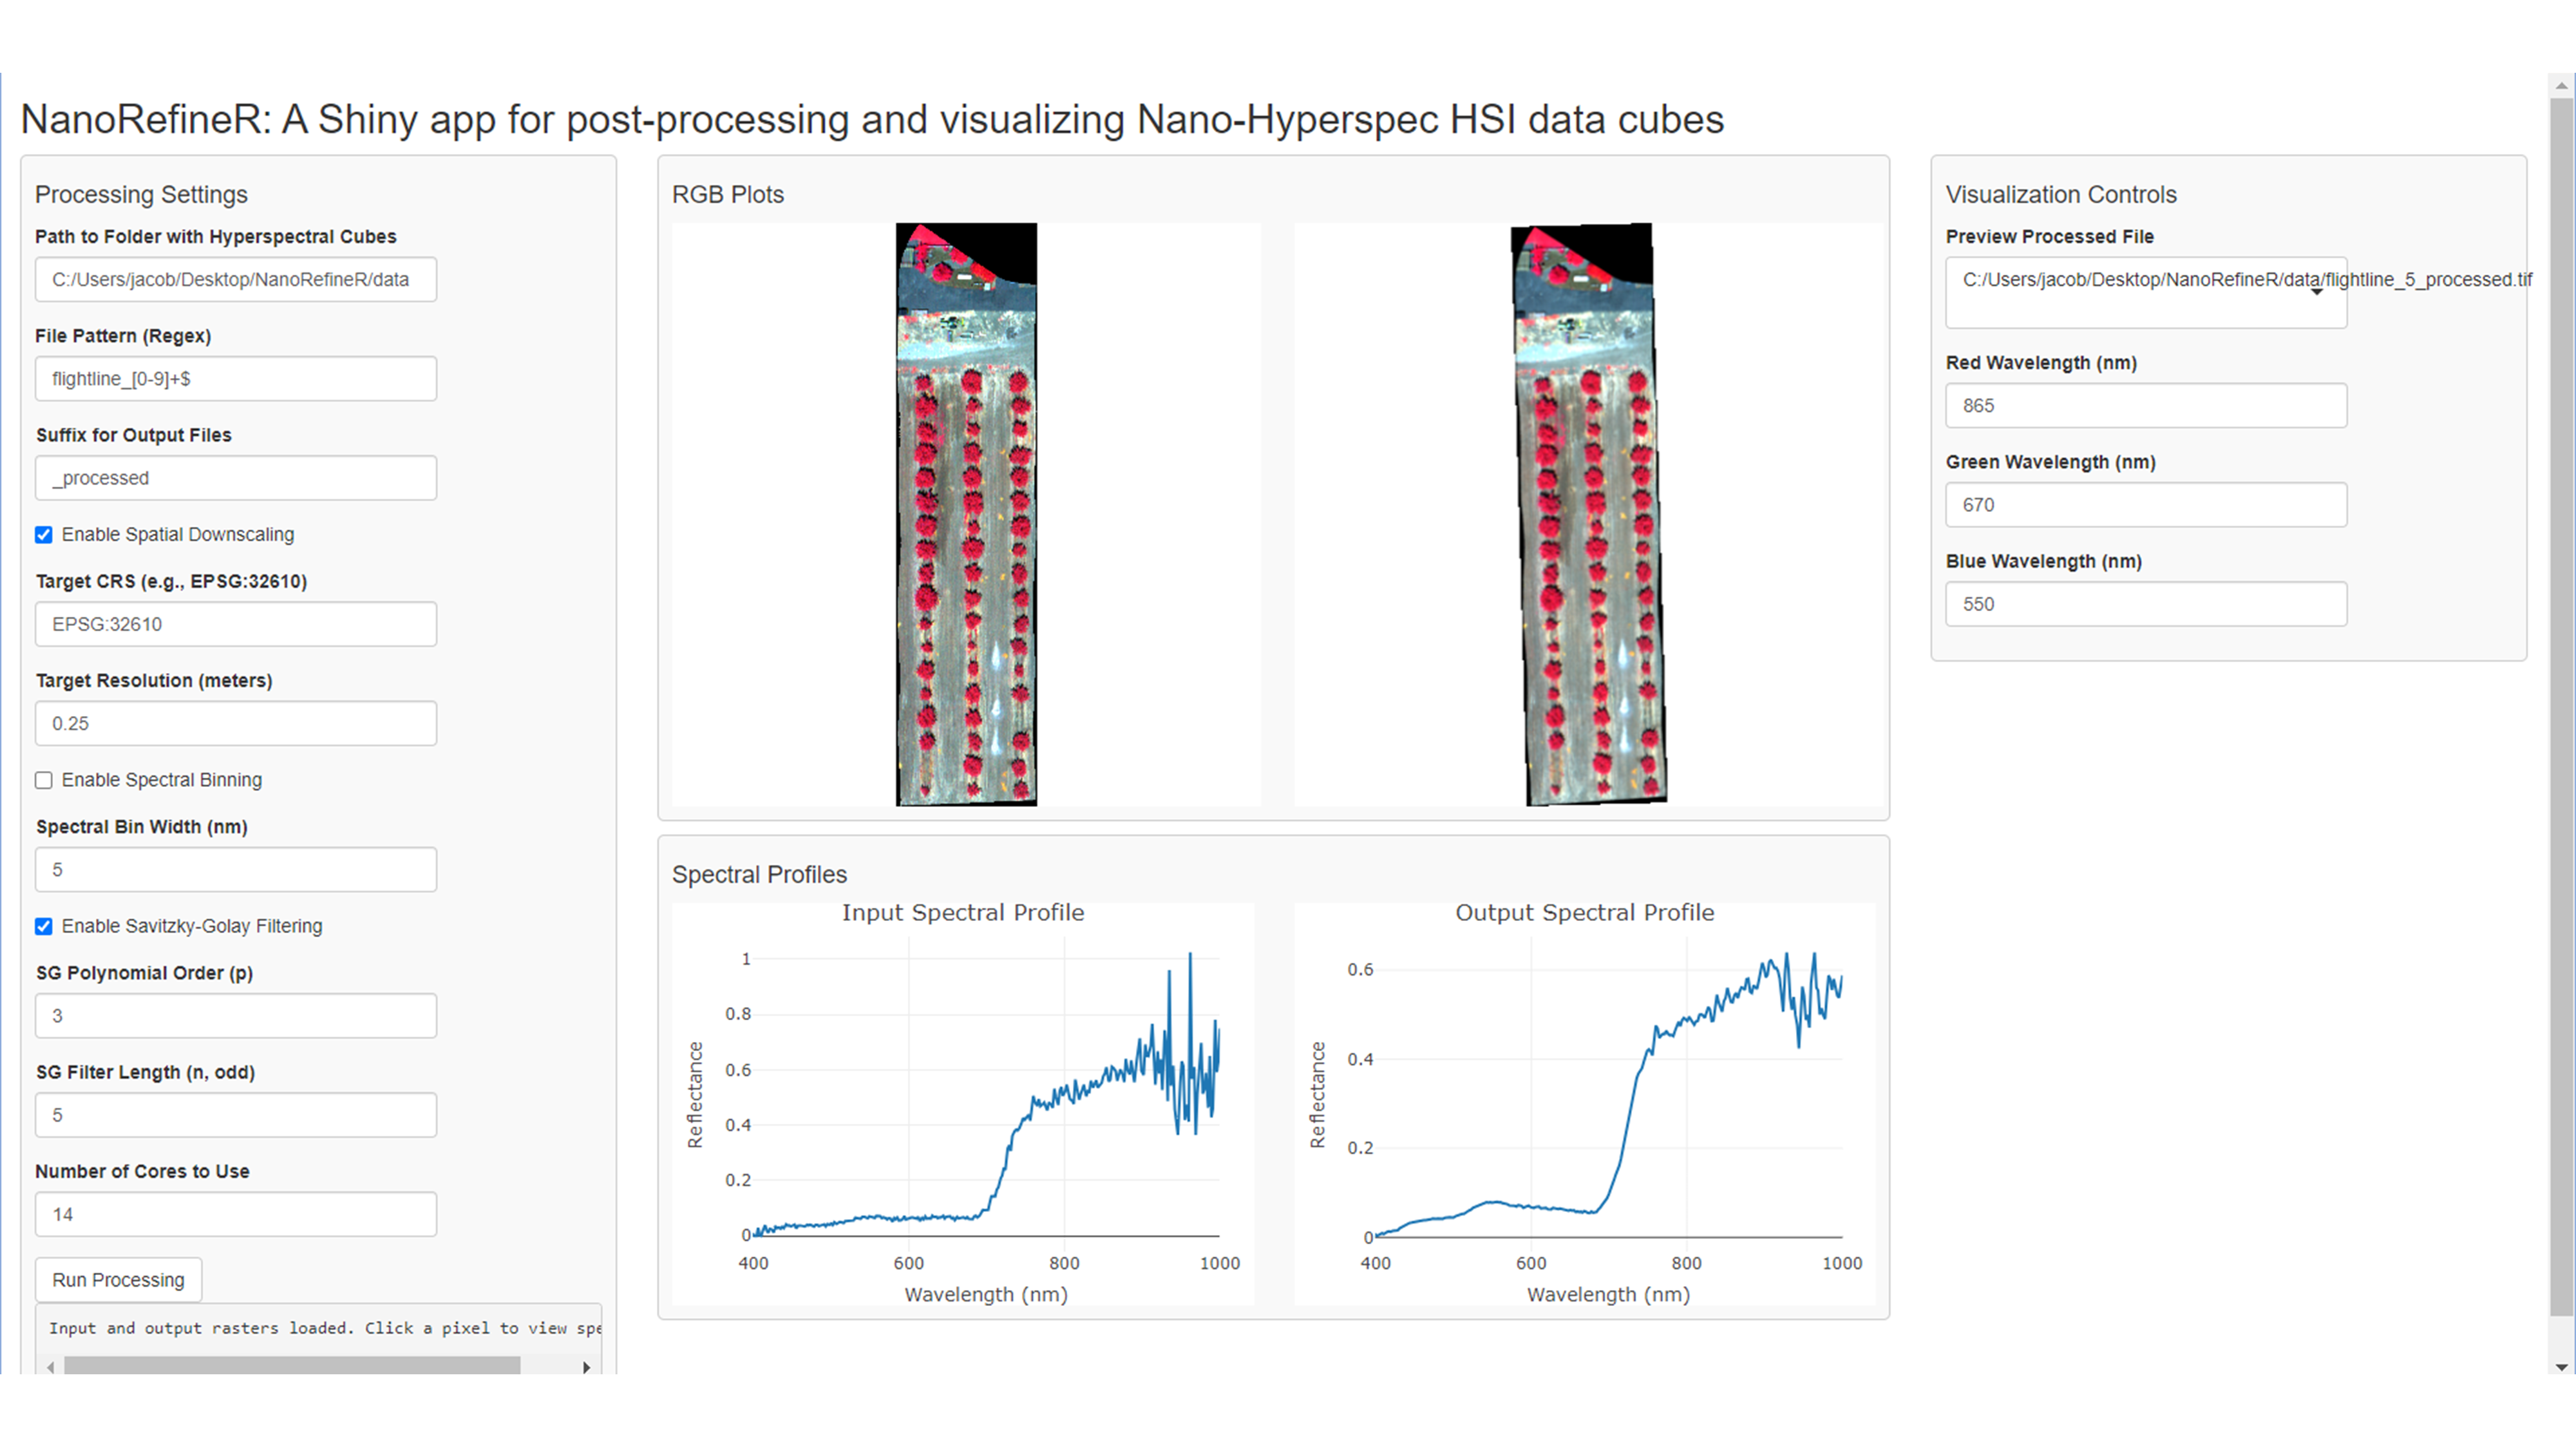 NanoRefineR: A Shiny app for post-processing and visualizing Nano-Hyperspec HSI data cubes
Processing Settings
Path to Folder with Hyperspectral Cubes
C:/Users/jacob/Desktop/NanoRefineR/data
File Pattern (Regex)
flightline_[0-9]+$
Suffix for Output Files
_processed
Enable Spatial Downscaling
Target CRS (e.g., EPSG:32610)
EPSG:32610
Target Resolution (meters)
0.25
Enable Spectral Binning
Spectral Bin Width (nm)
5
Enable Savitzky-Golay Filtering
SG Polynomial Order (p)
3
SG Filter Length (n, odd)
5
Number of Cores to Use
14
Run Processing
Input and output rasters loaded. Click a pixel to view spe
RGB Plots
Spectral Profiles
Input Spectral Profile
1
0.8
0.6
0.4
0.2
0
Reflectance
400 600 800 1000
Wavelength (nm)
Output Spectral Profile
0.6
0.4
0.2
0
Reflectance
400 600 800 1000
Wavelength (nm)
Visualization Controls
Preview Processed File
C:/Users/jacob/Desktop/NanoRefineR/data/flightline_5_processed.tif
Red Wavelength (nm)
865
Green Wavelength (nm)
670
Blue Wavelength (nm)
550